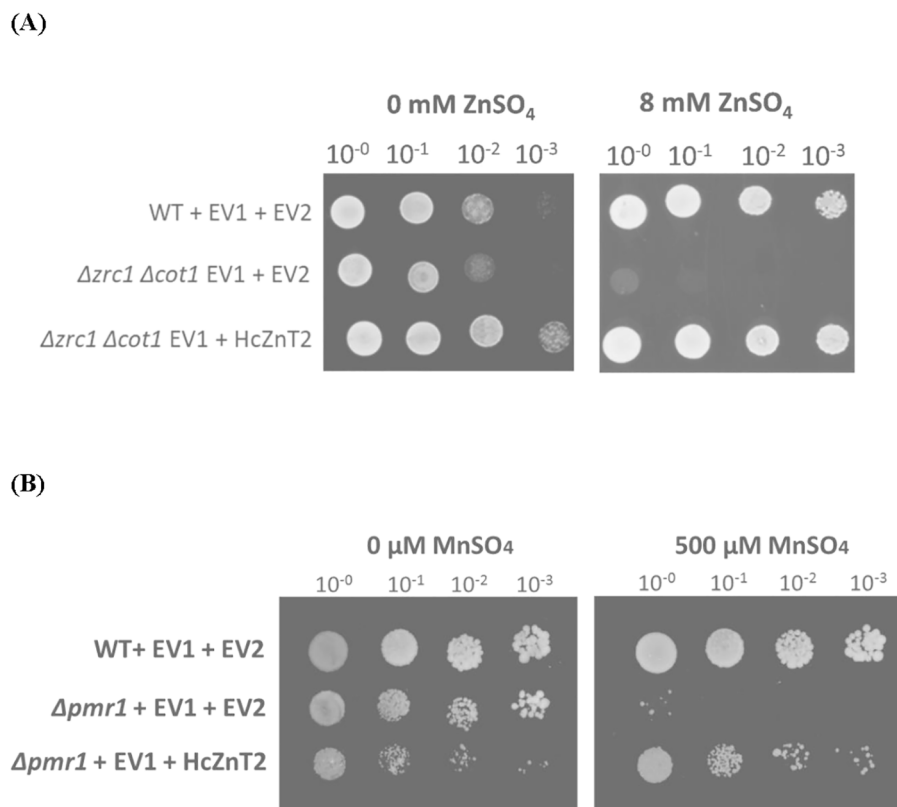 (A)
0 mM ZnSO₄ 8 mM ZnSO₄
10⁻⁰ 10⁻¹ 10⁻² 10⁻³ 10⁻⁰ 10⁻¹ 10⁻² 10⁻³
WT + EV1 + EV2
Δzrc1 Δcot1 EV1 + EV2
Δzrc1 Δcot1 EV1 + HcZnT2
(B)
0 µM MnSO₄ 500 µM MnSO₄
10⁻⁰ 10⁻¹ 10⁻² 10⁻³ 10⁻⁰ 10⁻¹ 10⁻² 10⁻³
WT+ EV1 + EV2
Δpmr1 + EV1 + EV2
Δpmr1 + EV1 + HcZnT2